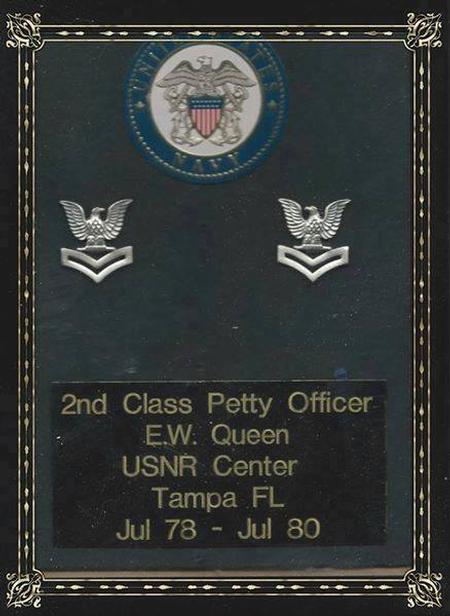 UNITED STATES
NAVY
2nd Class Petty Officer
E.W. Queen
USNR Center
Tampa FL
Jul 78 - Jul 80